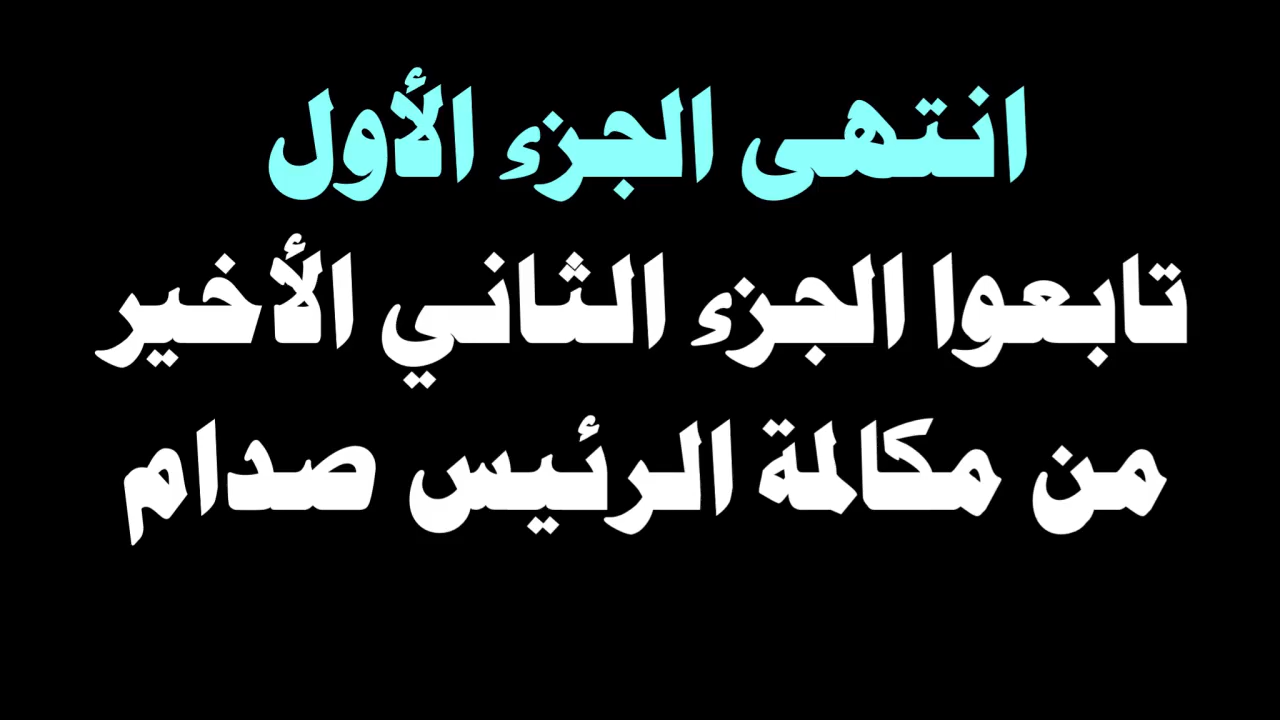 انتهى الجزء الأول
تابعوا الجزء الثاني الأخير
من مكالمة الرئيس صدام